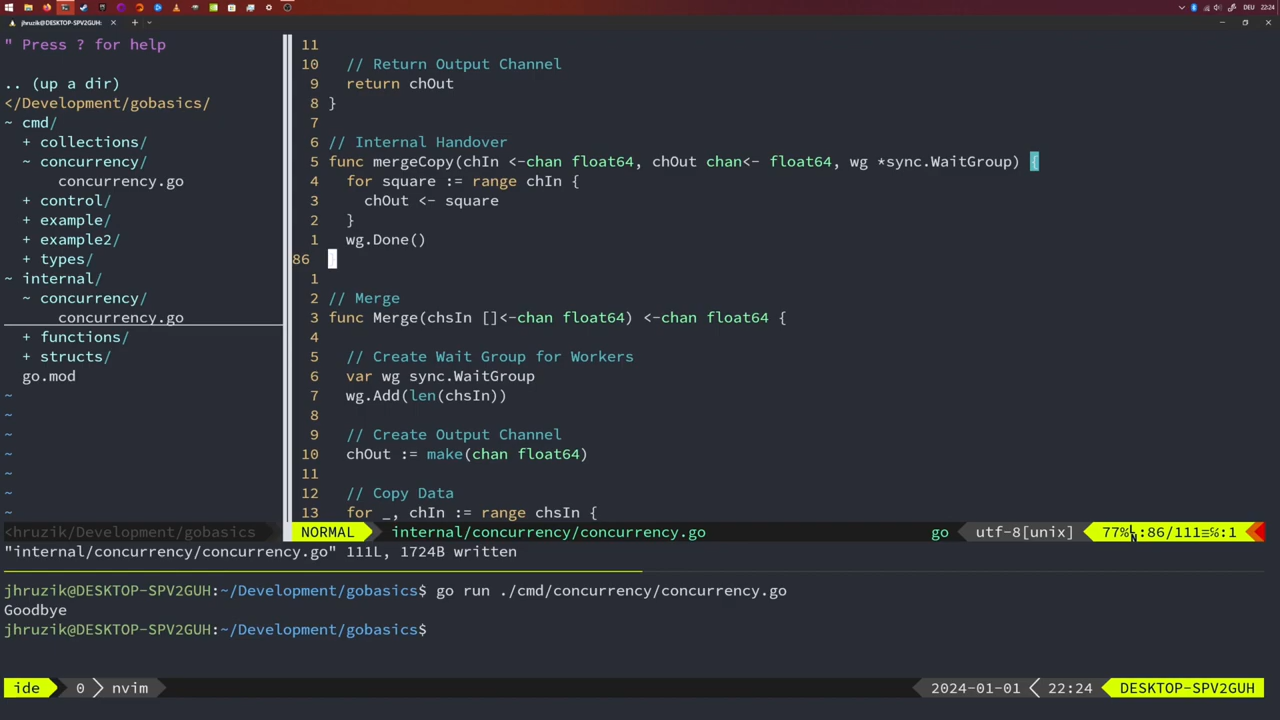 DEU 22:24
jhruzik@DESKTOP-SPV2GUH:
" Press ? for help
.. (up a dir)
</Development/gobasics/
~ cmd/
+ collections/
~ concurrency/
concurrency.go
+ control/
+ example/
+ example2/
+ types/
~ internal/
~ concurrency/
concurrency.go
+ functions/
+ structs/
go.mod
~
~
~
~
~
~
~
11
10 // Return Output Channel
9 return chOut
8 }
7
6 // Internal Handover
5 func mergeCopy(chIn <-chan float64, chOut chan<- float64, wg *sync.WaitGroup) {
4 for square := range chIn {
3 chOut <- square
2 }
1 wg.Done()
86 }
1
2 // Merge
3 func Merge(chsIn []<-chan float64) <-chan float64 {
4
5 // Create Wait Group for Workers
6 var wg sync.WaitGroup
7 wg.Add(len(chsIn))
8
9 // Create Output Channel
10 chOut := make(chan float64)
11
12 // Copy Data
13 for _, chIn := range chsIn {
<hruzik/Development/gobasics NORMAL internal/concurrency/concurrency.go go utf-8[unix] 77% :86/111≡℅:1
"internal/concurrency/concurrency.go" 111L, 1724B written
jhruzik@DESKTOP-SPV2GUH:~/Development/gobasics$ go run ./cmd/concurrency/concurrency.go
Goodbye
jhruzik@DESKTOP-SPV2GUH:~/Development/gobasics$
ide 0 nvim 2024-01-01 22:24 DESKTOP-SPV2GUH